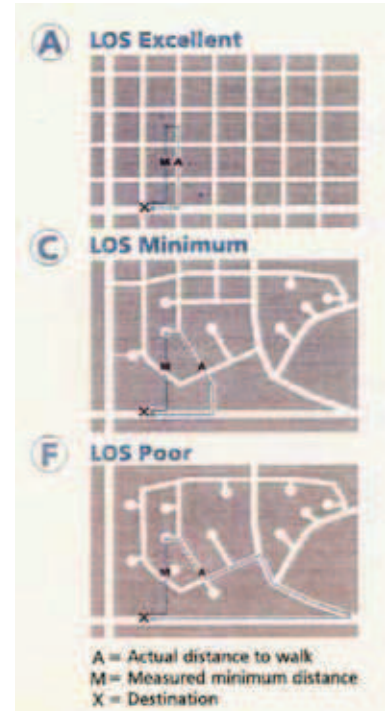 A LOS Excellent
M A
X
C LOS Minimum
M A
X
F LOS Poor
M A
X
A = Actual distance to walk
M = Measured minimum distance
X = Destination